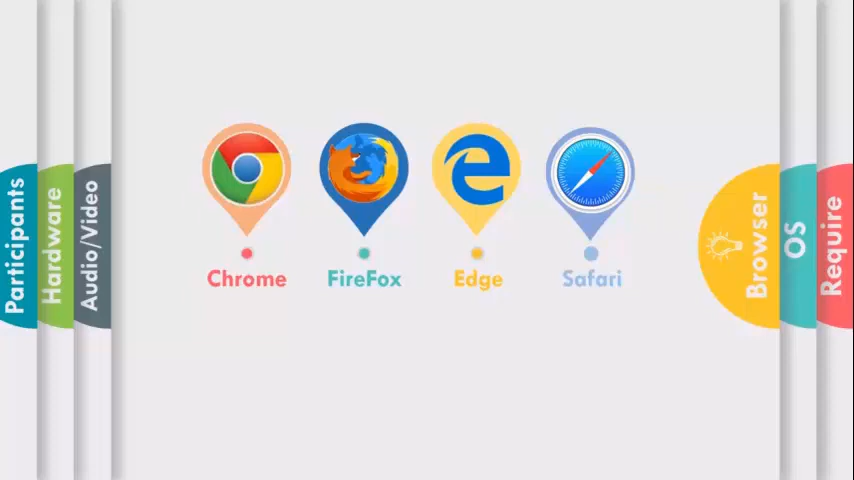 Participants
Hardware
Audio/Video
Chrome
FireFox
Edge
Safari
Browser
OS
Require